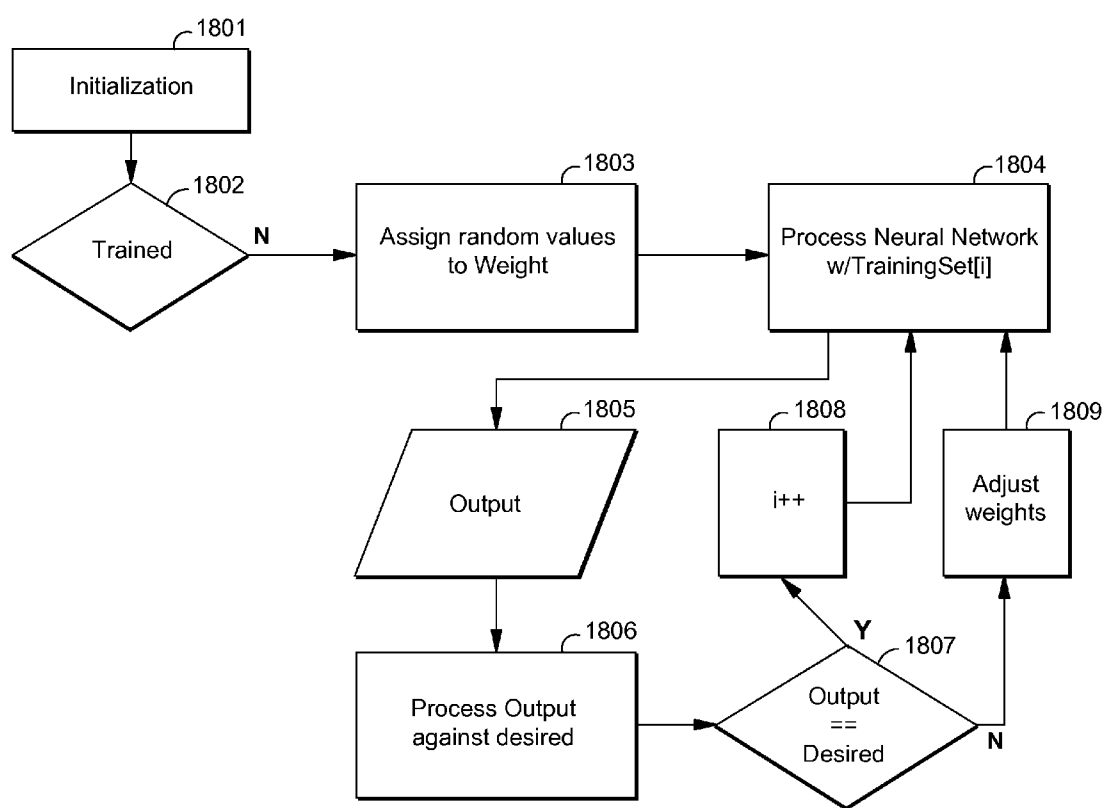 1801
Initialization
1802
Trained
N
1803
Assign random values
to Weight
1804
Process Neural Network
w/TrainingSet[i]
1805
Output
1806
Process Output
against desired
1807
Output
==
Desired
Y
N
1808
i++
1809
Adjust
weights